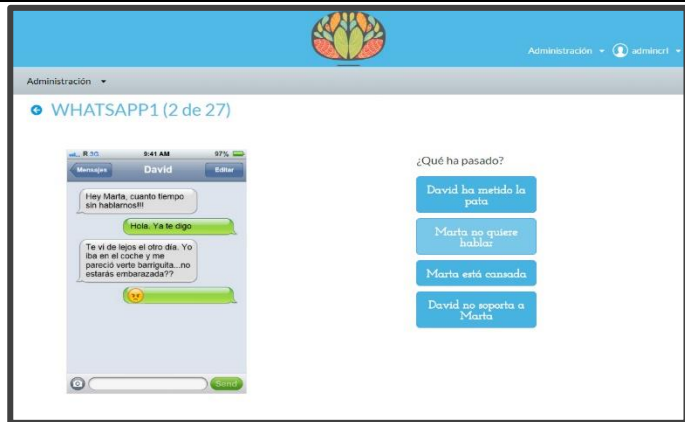 Administración
admincrl
Administración
WHATSAPP1 (2 de 27)
R 3G
9:41 AM
97%
Mensajes
David
Editar
Hey Marta, cuanto tiempo
sin hablarnos!!!
Hola. Ya te digo
Te vi de lejos el otro día. Yo
iba en el coche y me
pareció verte barriguita...no
estarás embarazada??
Send
¿Qué ha pasado?
David ha metido la
pata
Marta no quiere
hablar
Marta está cansada
David no soporta a
Marta